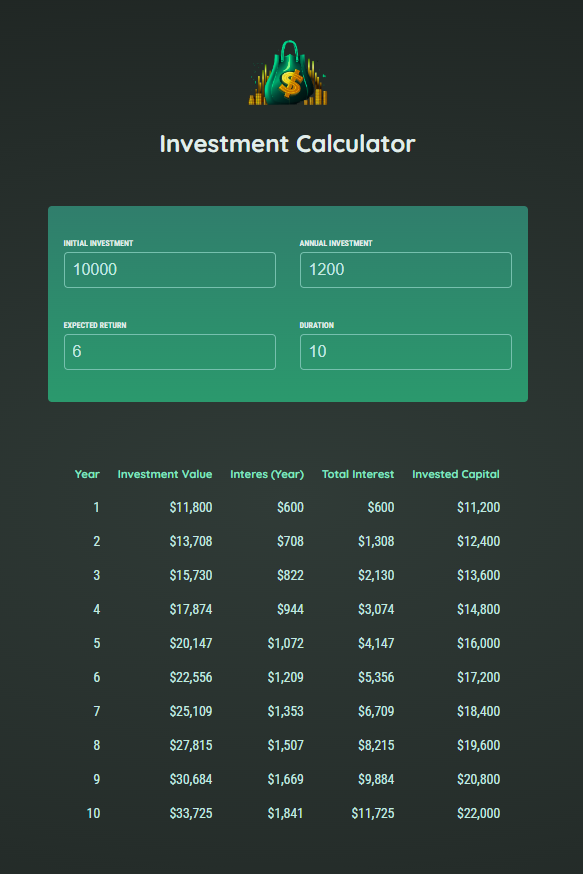 $
Investment Calculator
INITIAL INVESTMENT ANNUAL INVESTMENT
10000 1200
EXPECTED RETURN DURATION
6 10
Year Investment Value Interes (Year) Total Interest Invested Capital
1 $11,800 $600 $600 $11,200
2 $13,708 $708 $1,308 $12,400
3 $15,730 $822 $2,130 $13,600
4 $17,874 $944 $3,074 $14,800
5 $20,147 $1,072 $4,147 $16,000
6 $22,556 $1,209 $5,356 $17,200
7 $25,109 $1,353 $6,709 $18,400
8 $27,815 $1,507 $8,215 $19,600
9 $30,684 $1,669 $9,884 $20,800
10 $33,725 $1,841 $11,725 $22,000